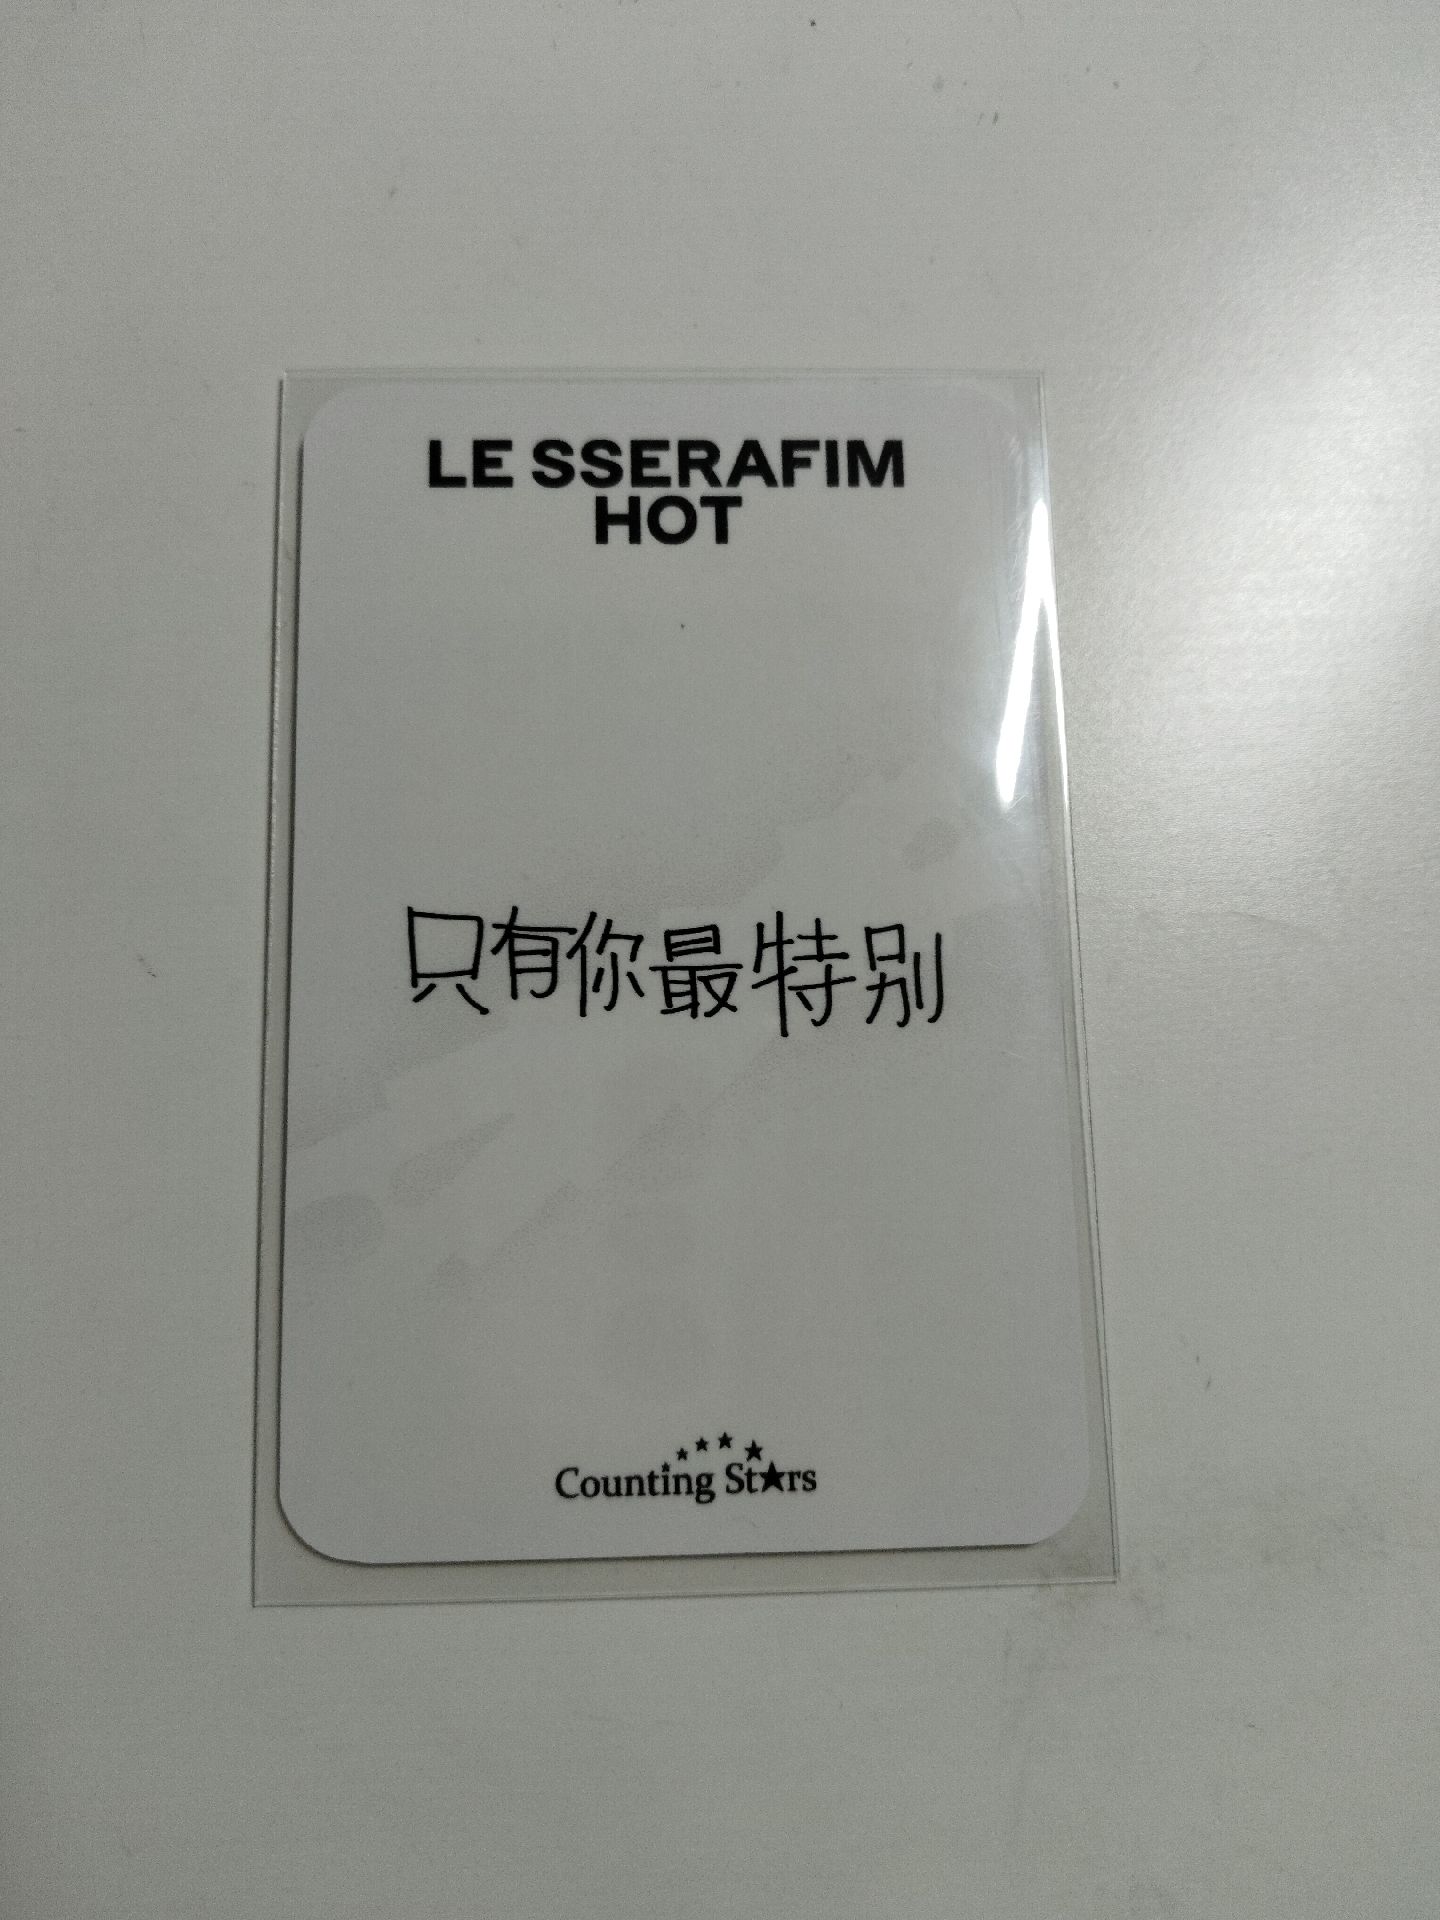 LE SSERAFIM
HOT
只有你最特别
Counting Stars